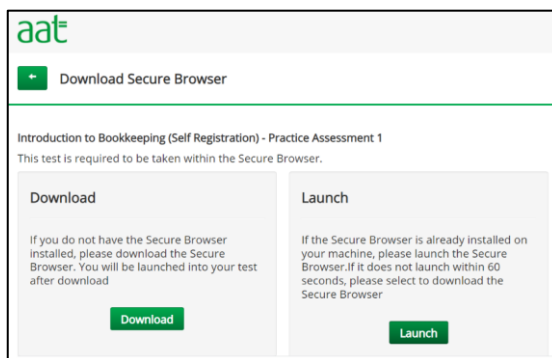 aat
Download Secure Browser
Introduction to Bookkeeping (Self Registration) - Practice Assessment 1
This test is required to be taken within the Secure Browser.
Download
If you do not have the Secure Browser
installed, please download the Secure
Browser. You will be launched into your test
after download
Download
Launch
If the Secure Browser is already installed on
your machine, please launch the Secure
Browser.If it does not launch within 60
seconds, please select to download the
Secure Browser
Launch